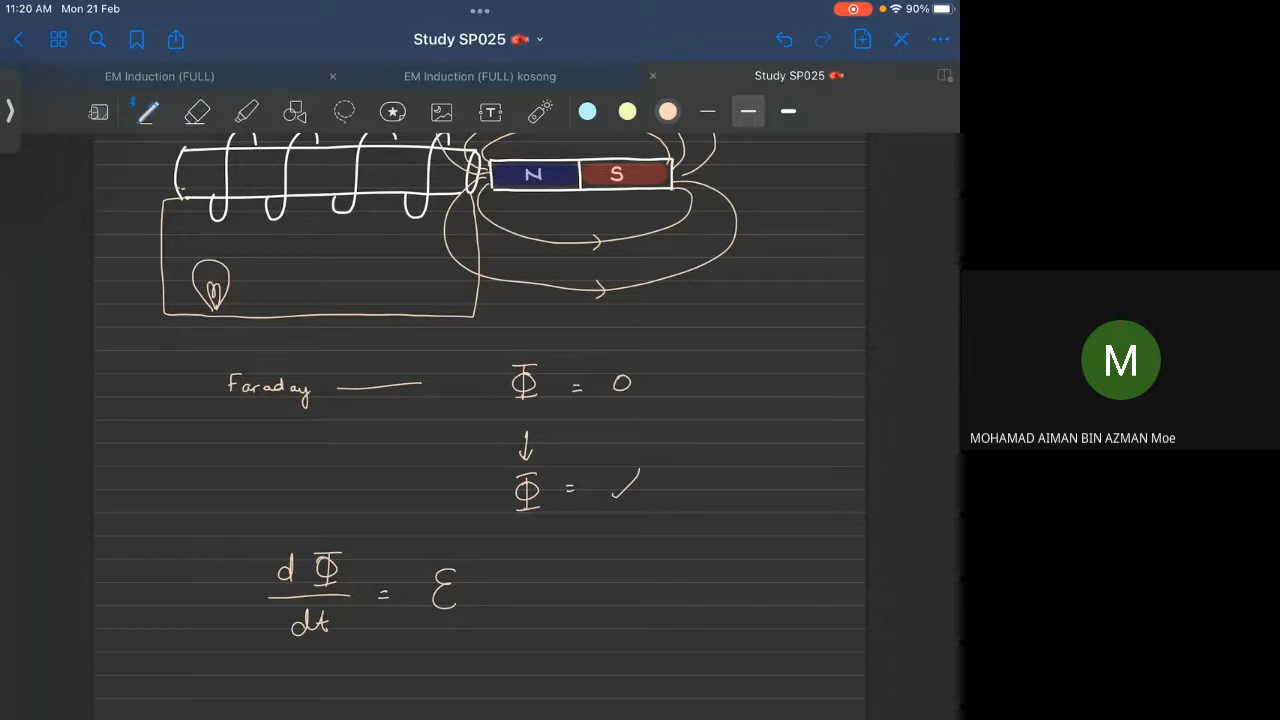 11:20 AM Mon 21 Feb
90%
Study SP025
EM Induction (FULL)
EM Induction (FULL) kosong
Study SP025
T
N S
Faraday
Φ = 0
↓
Φ = ✓
dΦ/dt = ℇ
M
MOHAMAD AIMAN BIN AZMAN Moe